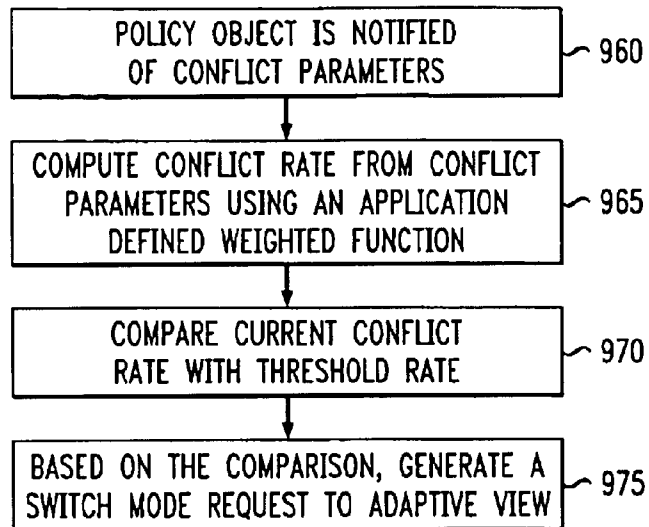 POLICY OBJECT IS NOTIFIED
OF CONFLICT PARAMETERS
960
COMPUTE CONFLICT RATE FROM CONFLICT
PARAMETERS USING AN APPLICATION
DEFINED WEIGHTED FUNCTION
965
COMPARE CURRENT CONFLICT
RATE WITH THRESHOLD RATE
970
BASED ON THE COMPARISON, GENERATE A
SWITCH MODE REQUEST TO ADAPTIVE VIEW
975